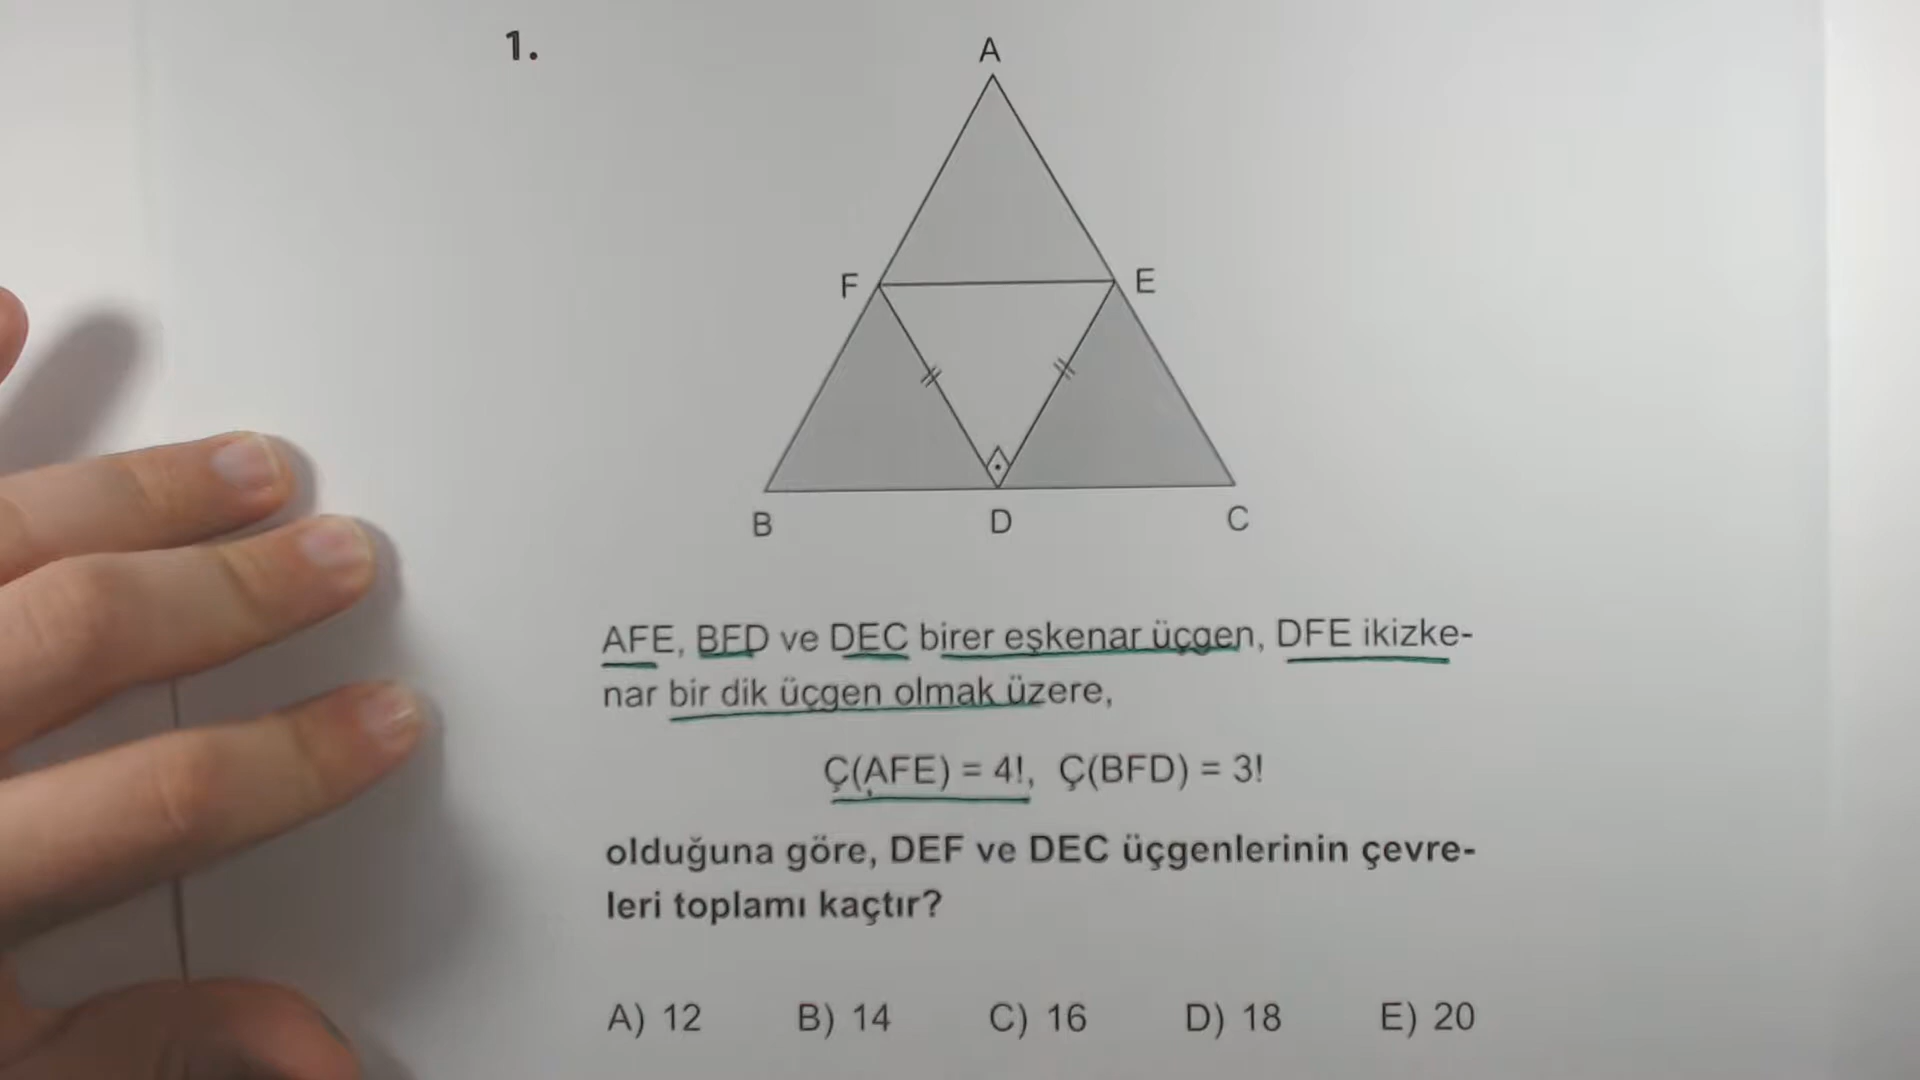 1.
A
F
E
B
D
C
AFE, BFD ve DEC birer eşkenar üçgen, DFE ikizke-
nar bir dik üçgen olmak üzere,
Ç(AFE) = 4!, Ç(BFD) = 3!
olduğuna göre, DEF ve DEC üçgenlerinin çevre-
leri toplamı kaçtır?
A) 12 B) 14 C) 16 D) 18 E) 20